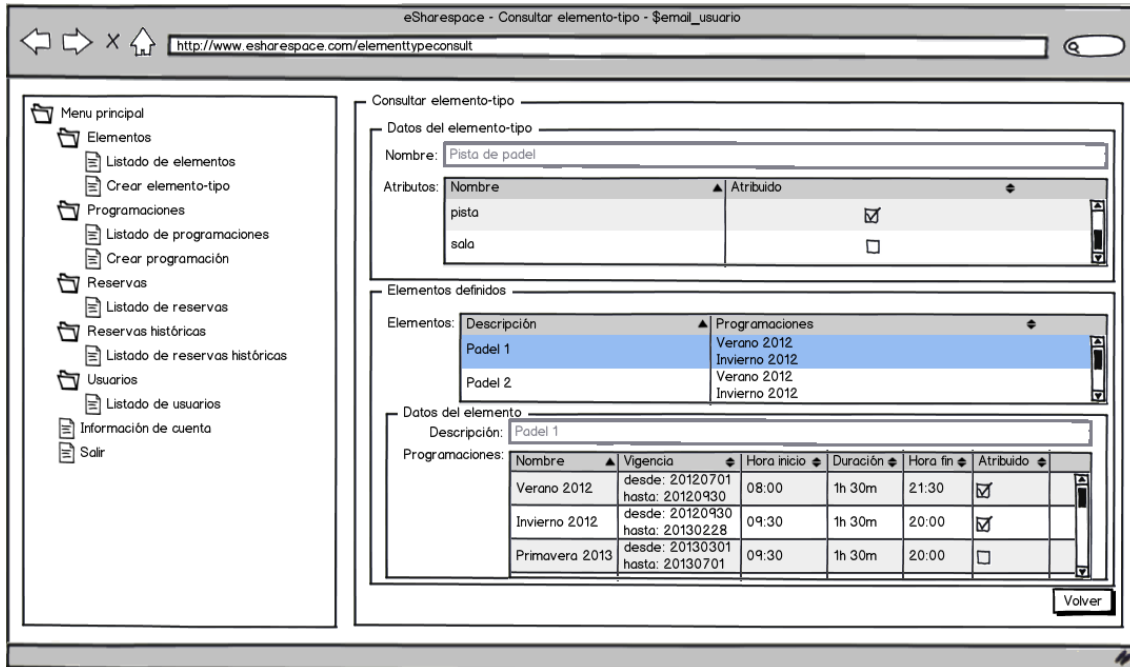 eSharespace - Consultar elemento-tipo - $email_usuario
http://www.esharespace.com/elementtypeconsult
Menu principal
Elementos
Listado de elementos
Crear elemento-tipo
Programaciones
Listado de programaciones
Crear programación
Reservas
Listado de reservas
Reservas históricas
Listado de reservas históricas
Usuarios
Listado de usuarios
Información de cuenta
Salir
Consultar elemento-tipo
Datos del elemento-tipo
Nombre: Pista de padel
Atributos: Nombre Atribuido
pista
sala
Elementos definidos
Elementos: Descripción Programaciones
Padel 1 Verano 2012
Invierno 2012
Padel 2 Verano 2012
Invierno 2012
Datos del elemento
Descripción: Padel 1
Programaciones: Nombre Vigencia Hora inicio Duración Hora fin Atribuido
Verano 2012 desde: 20120701 08:00 1h 30m 21:30
hasta: 20120930
Invierno 2012 desde: 20120930 09:30 1h 30m 20:00
hasta: 20130228
Primavera 2013 desde: 20130301 09:30 1h 30m 20:00
hasta: 20130701
Volver